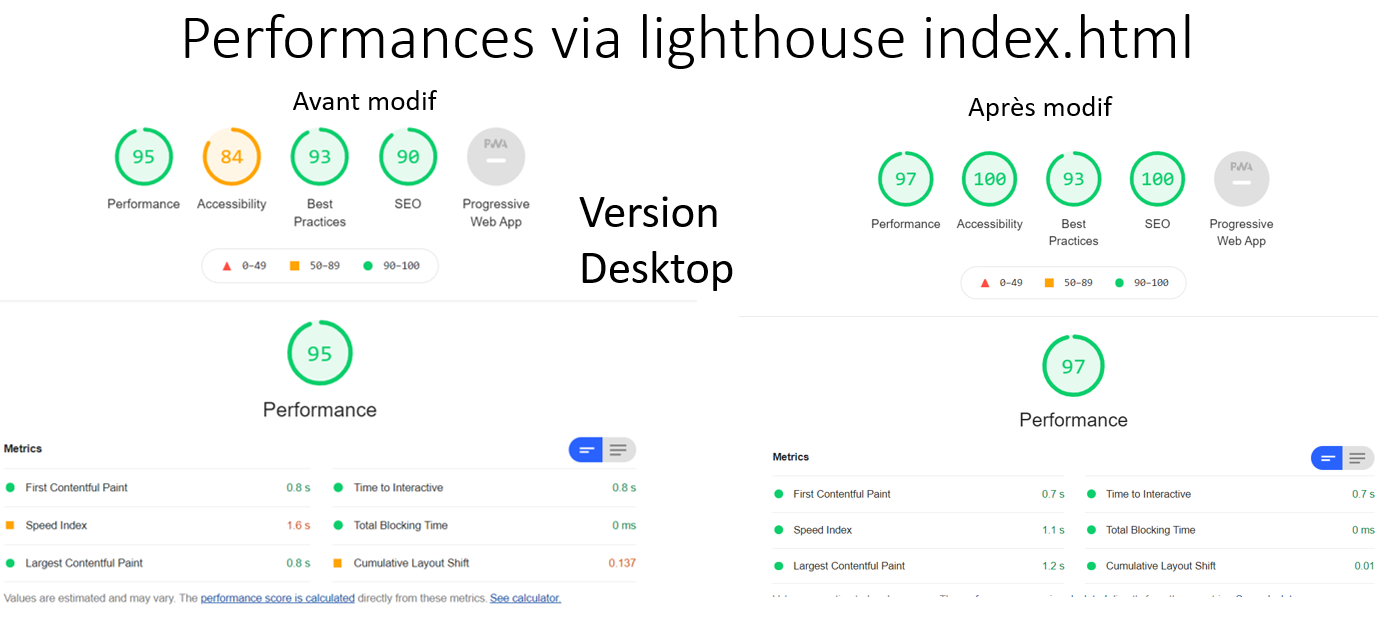 Performances via lighthouse index.html
Avant modif
95
84
93
90
PWA
Performance
Accessibility
Best
Practices
SEO
Progressive
Web App
0–49
50–89
90–100
95
Performance
Metrics
First Contentful Paint 0.8 s
Time to Interactive 0.8 s
Speed Index 1.6 s
Total Blocking Time 0 ms
Largest Contentful Paint 0.8 s
Cumulative Layout Shift 0.137
Values are estimated and may vary. The performance score is calculated directly from these metrics. See calculator.
Version
Desktop
Après modif
97
100
93
100
PWA
Performance
Accessibility
Best
Practices
SEO
Progressive
Web App
0–49
50–89
90–100
97
Performance
Metrics
First Contentful Paint 0.7 s
Time to Interactive 0.7 s
Speed Index 1.1 s
Total Blocking Time 0 ms
Largest Contentful Paint 1.2 s
Cumulative Layout Shift 0.01